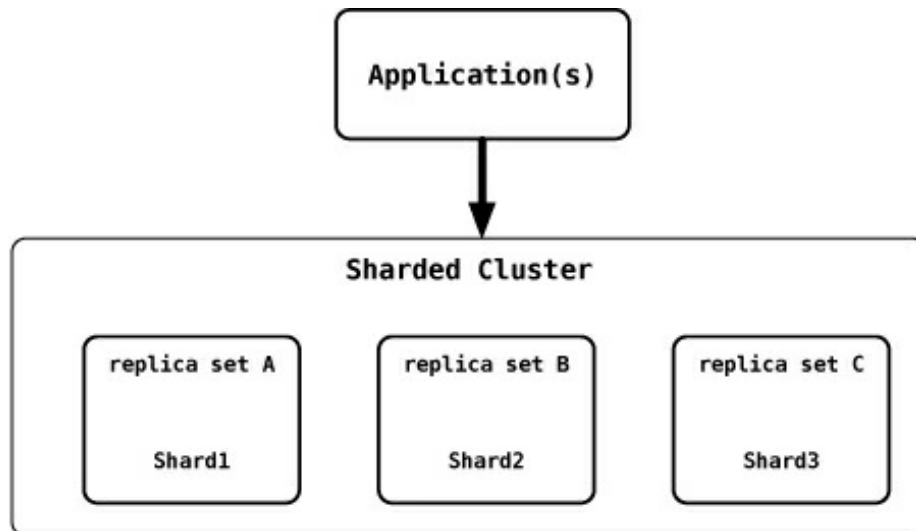 Application(s)
Sharded Cluster
replica set A
replica set B
replica set C
Shard1
Shard2
Shard3